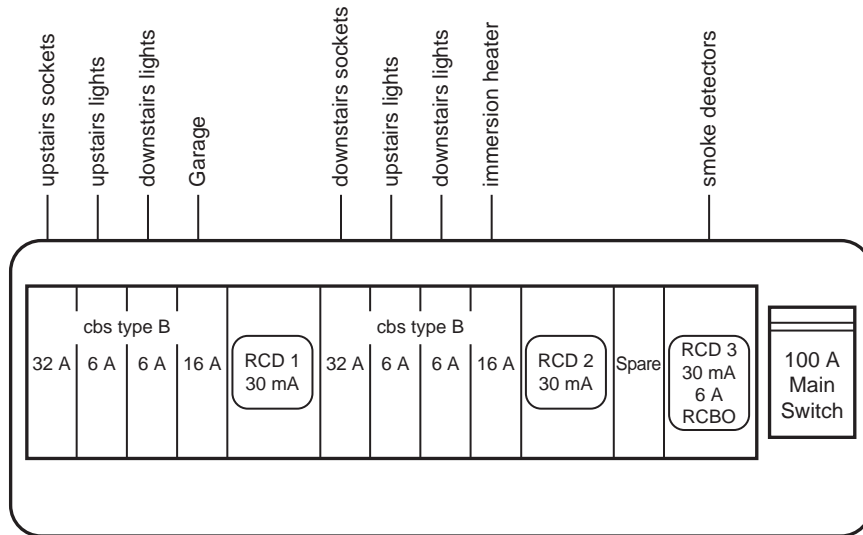 upstairs sockets
upstairs lights
downstairs lights
Garage
downstairs sockets
upstairs lights
downstairs lights
immersion heater
smoke detectors
cbs type B
32 A
6 A
6 A
16 A
RCD 1
30 mA
cbs type B
32 A
6 A
6 A
16 A
RCD 2
30 mA
Spare
RCD 3
30 mA
6 A
RCBO
100 A
Main
Switch